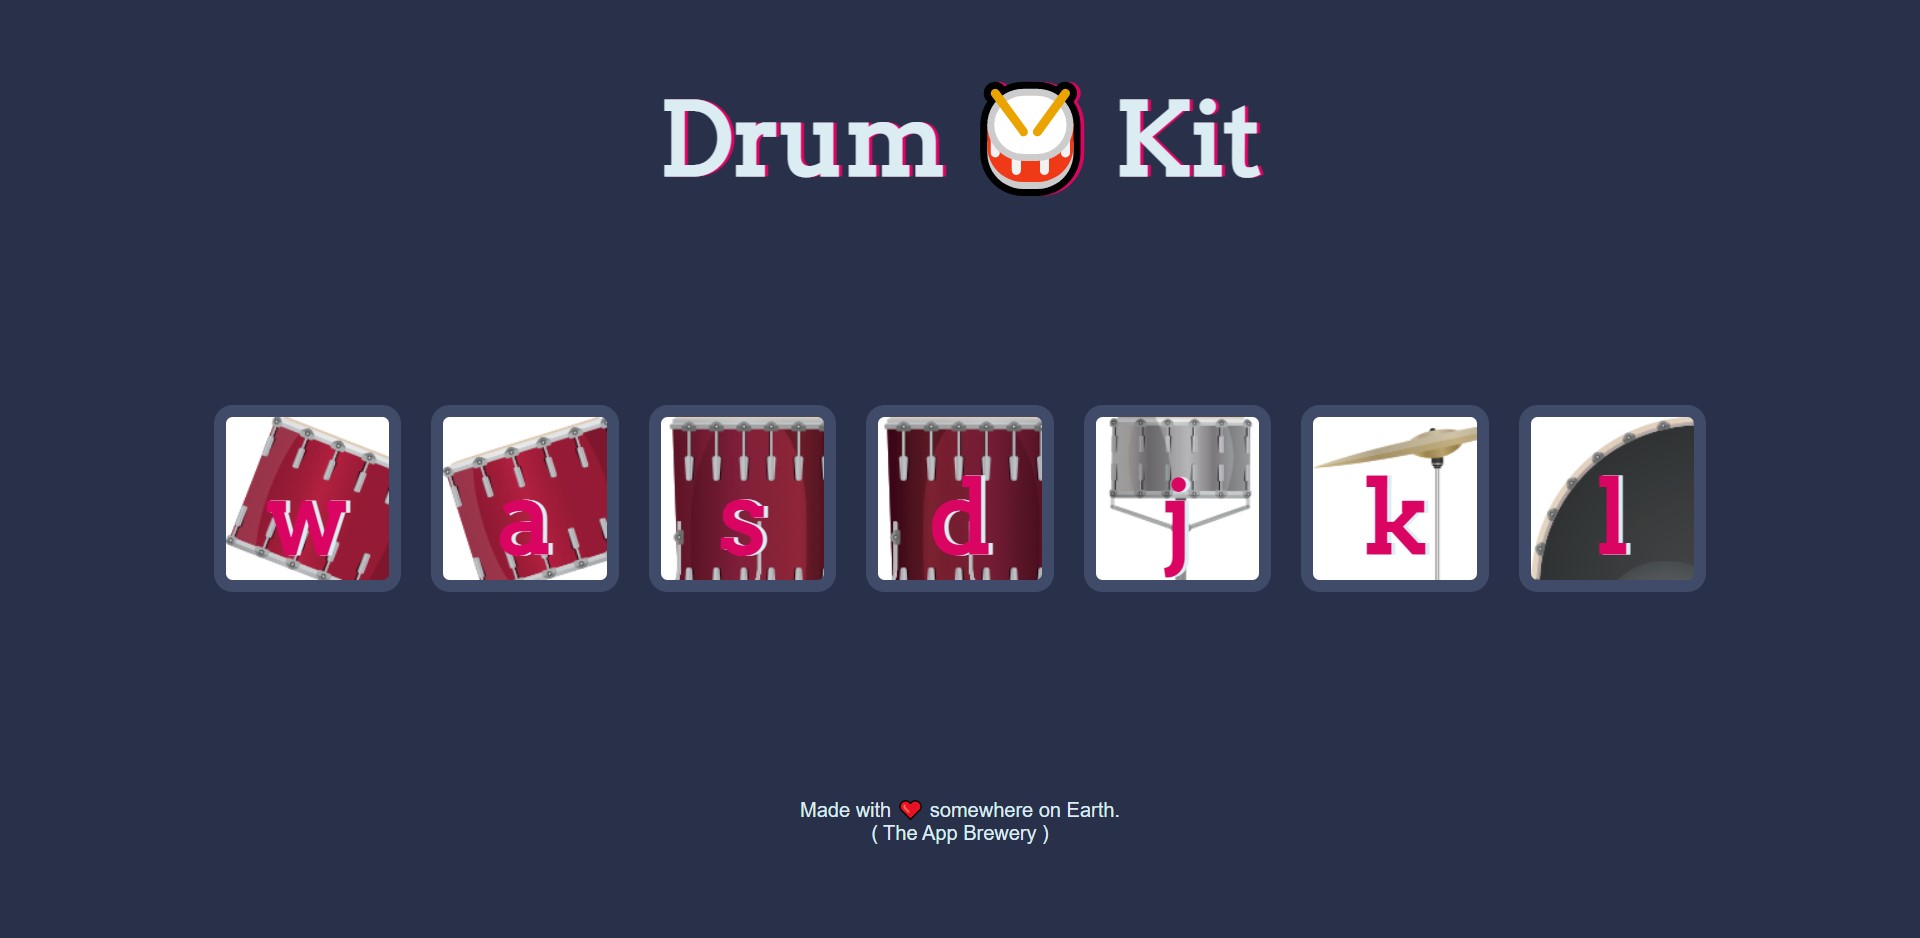 Drum 🥁 Kit
w a s d j k l
Made with ❤️ somewhere on Earth.
( The App Brewery )